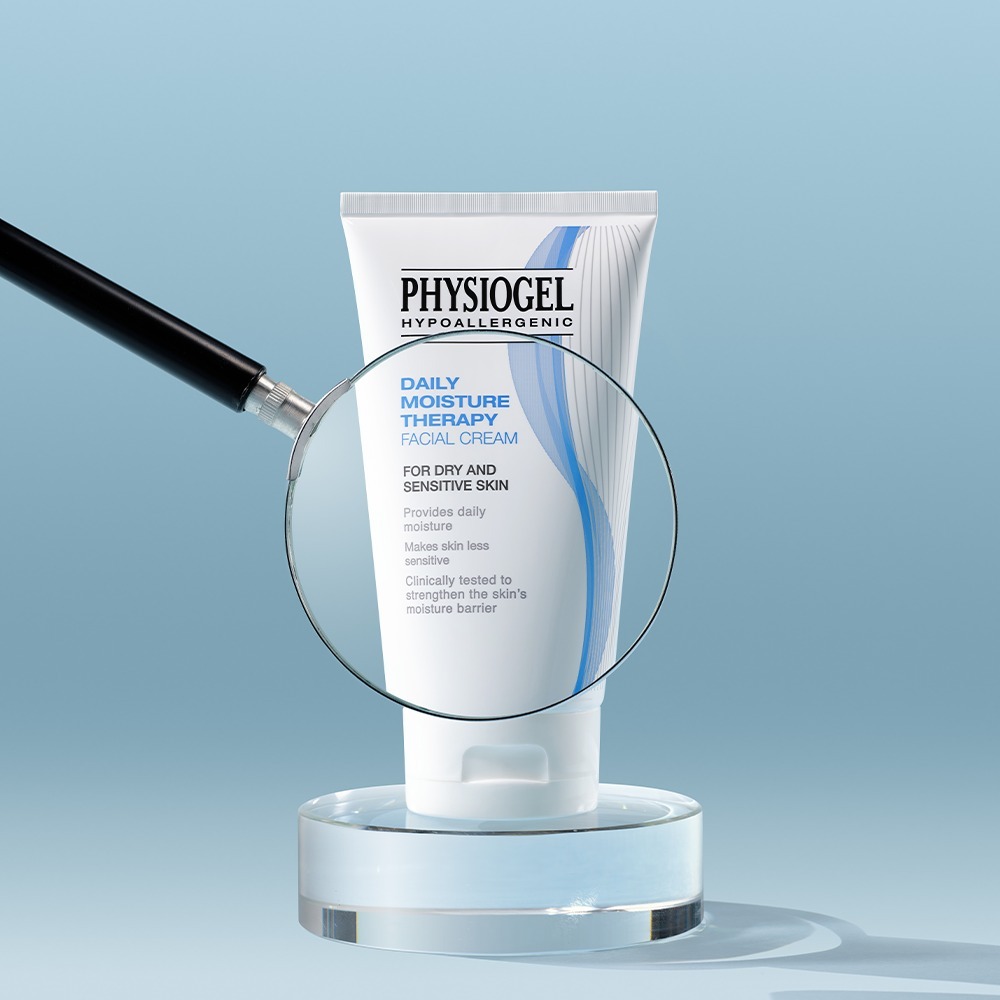 PHYSIOGEL
HYPOALLERGENIC
DAILY
MOISTURE
THERAPY
FACIAL CREAM
FOR DRY AND
SENSITIVE SKIN
Provides daily
moisture
Makes skin less
sensitive
Clinically tested to
strengthen the skin's
moisture barrier